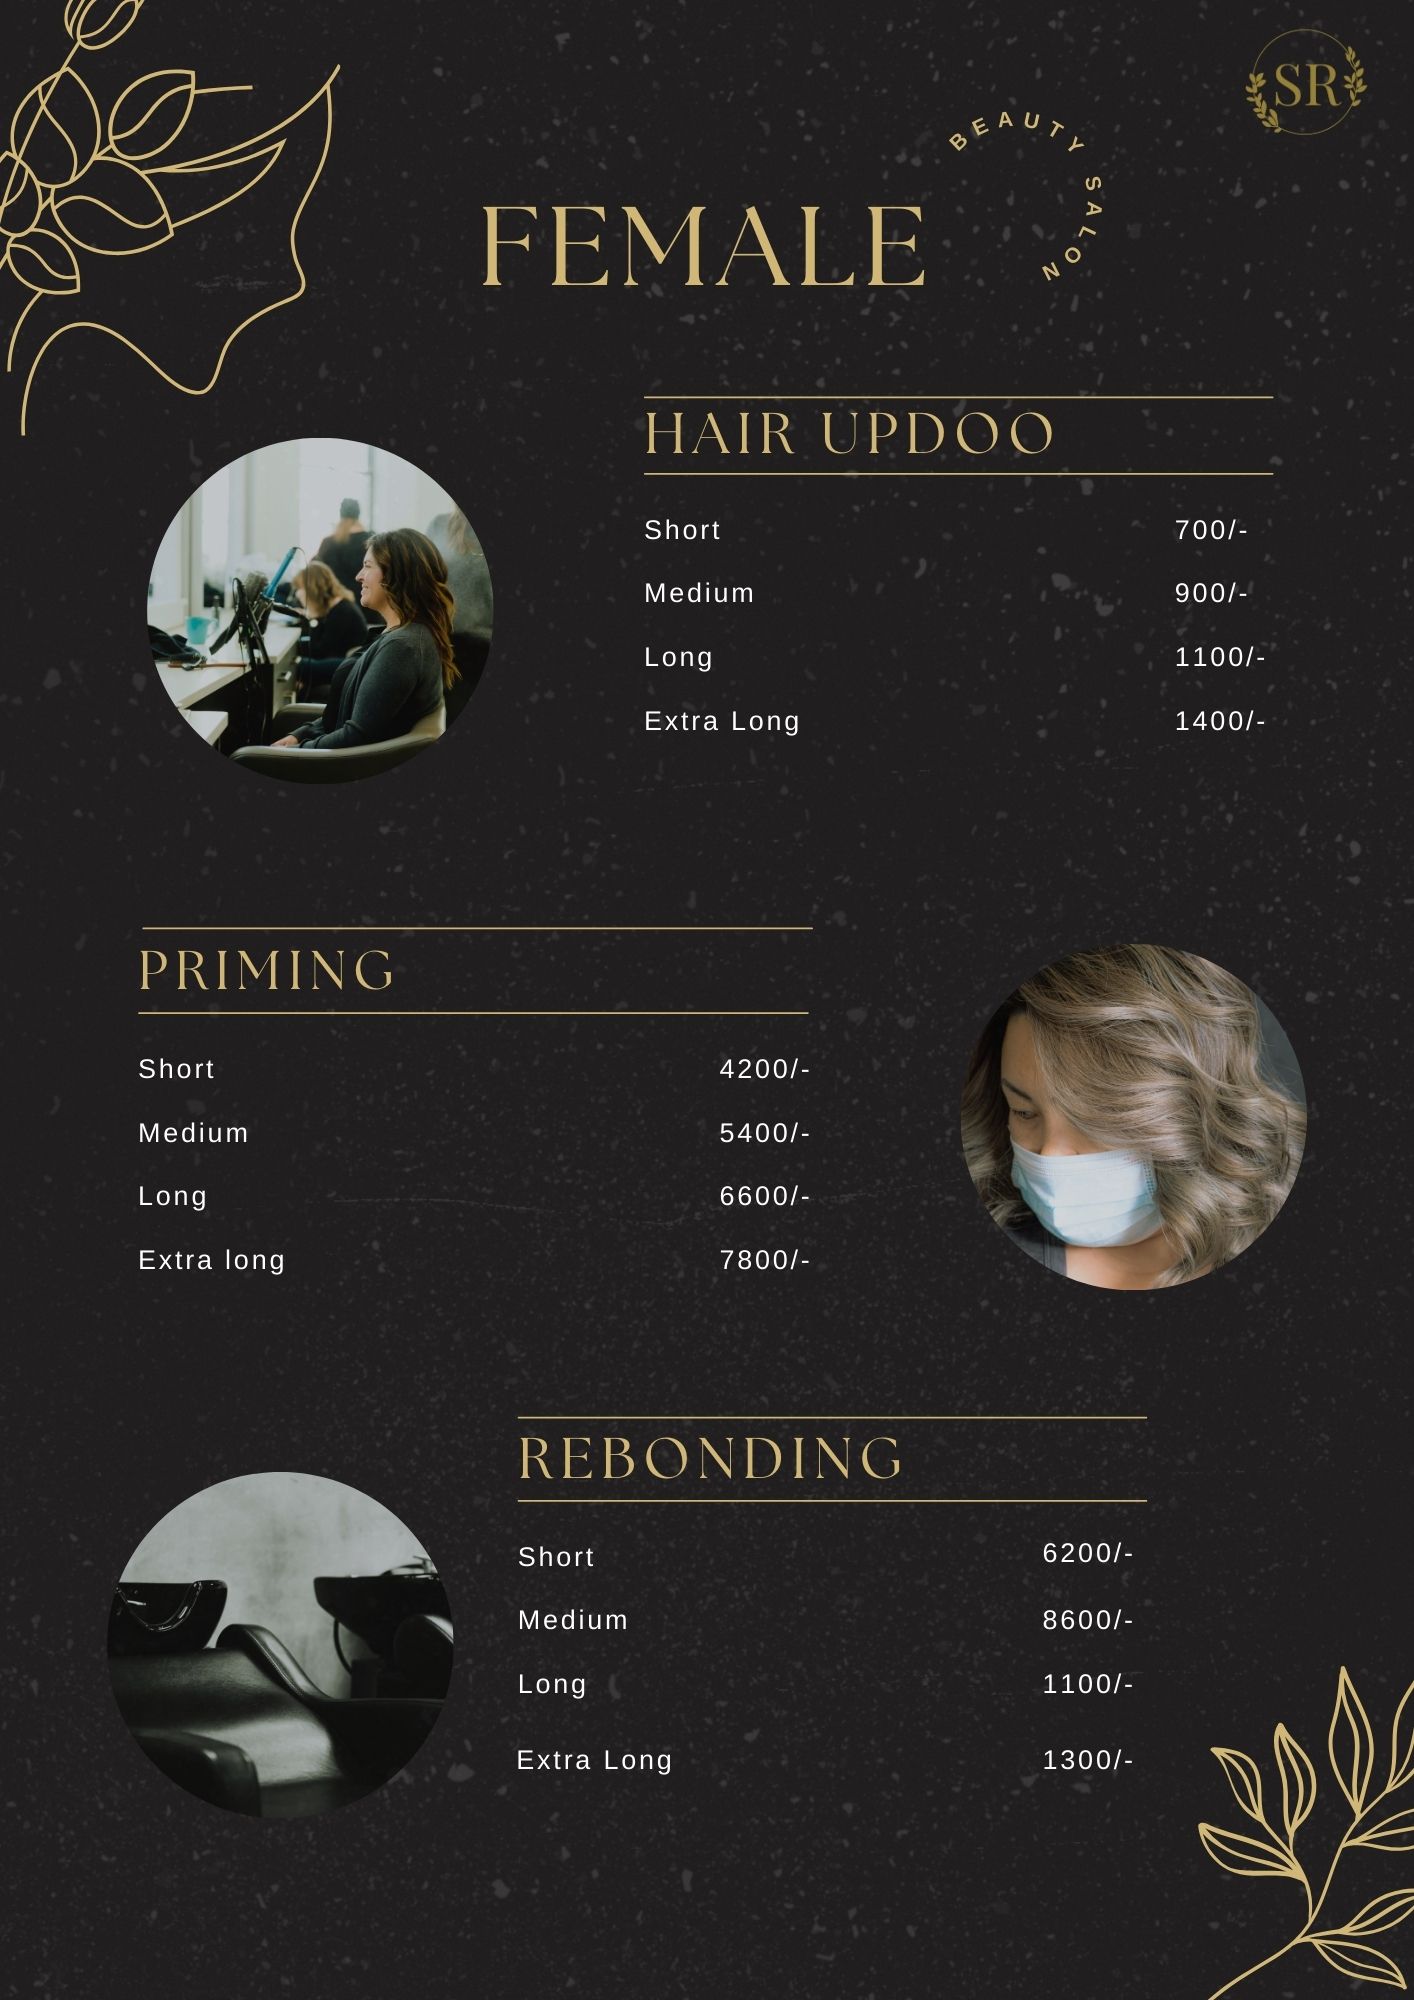 SR
BEAUTY SALON
FEMALE
HAIR UPDOO
Short 700/-
Medium 900/-
Long 1100/-
Extra Long 1400/-
PRIMING
Short 4200/-
Medium 5400/-
Long 6600/-
Extra long 7800/-
REBONDING
Short 6200/-
Medium 8600/-
Long 1100/-
Extra Long 1300/-